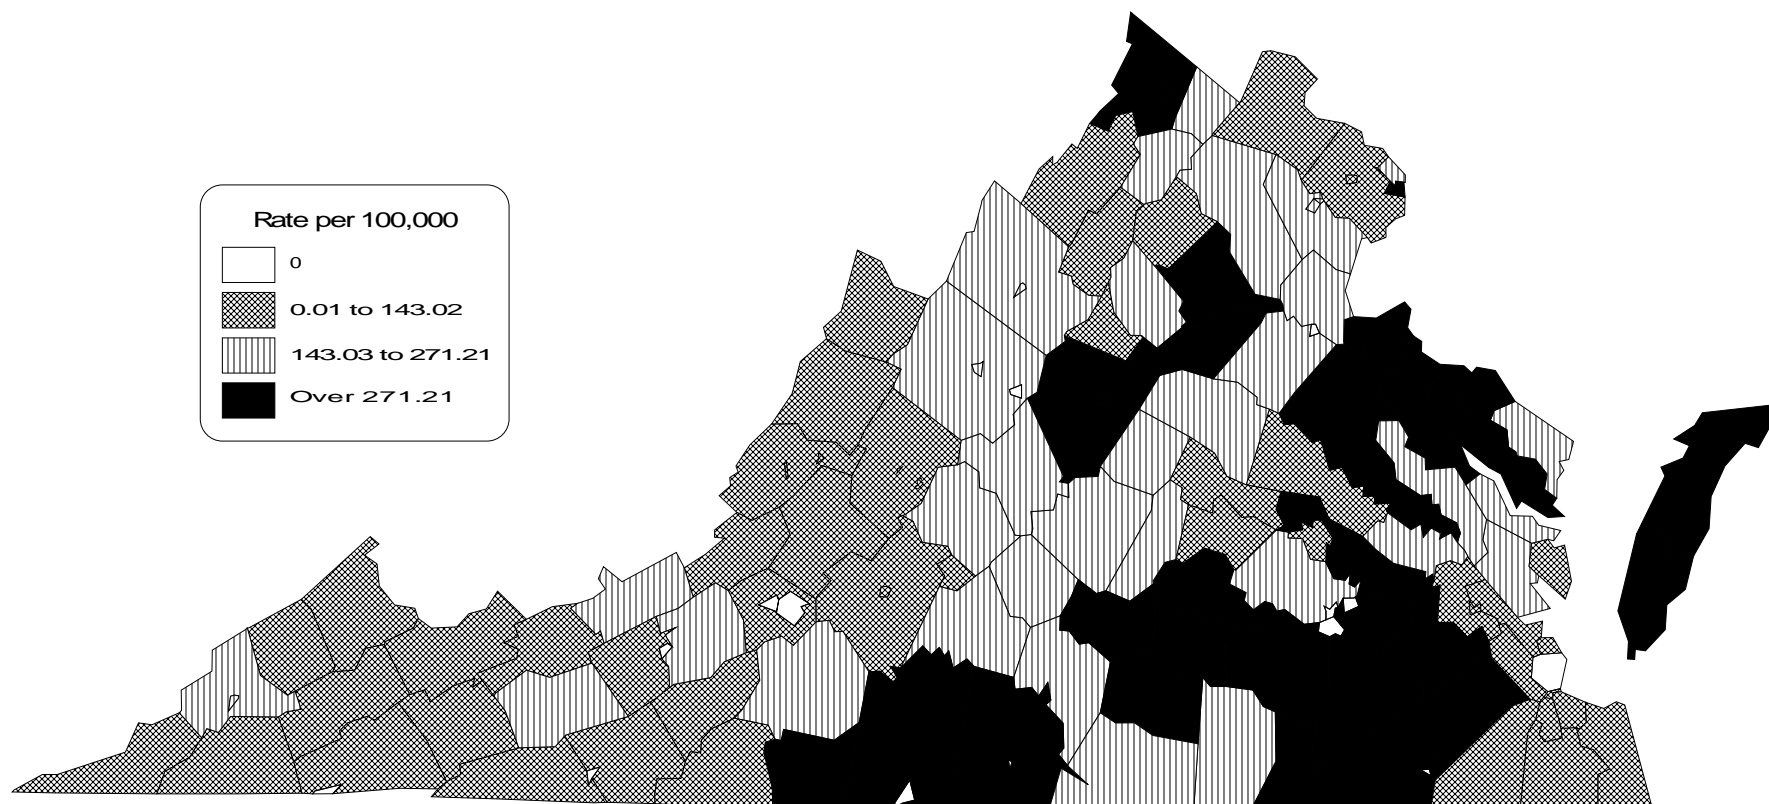 Rate per 100,000
0
0.01 to 143.02
143.03 to 271.21
Over 271.21